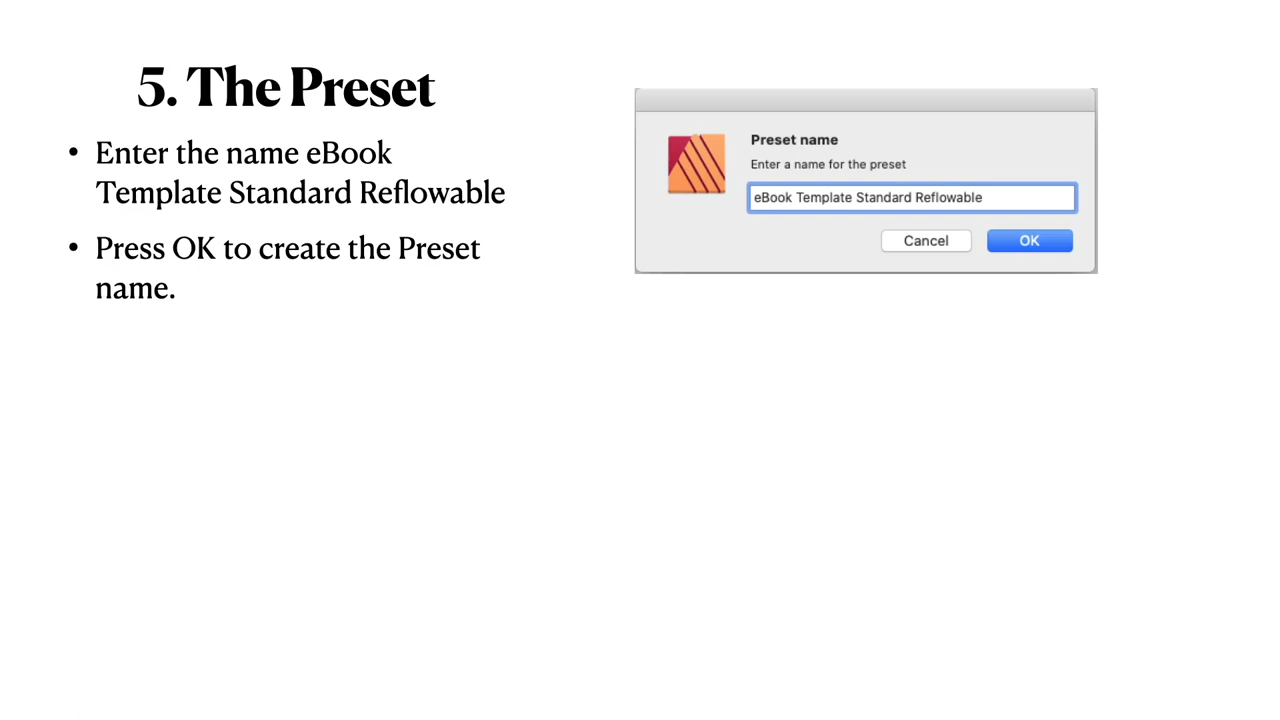 5. The Preset
• Enter the name eBook
Template Standard Reflowable
• Press OK to create the Preset
name.
Preset name
Enter a name for the preset
eBook Template Standard Reflowable
Cancel
OK